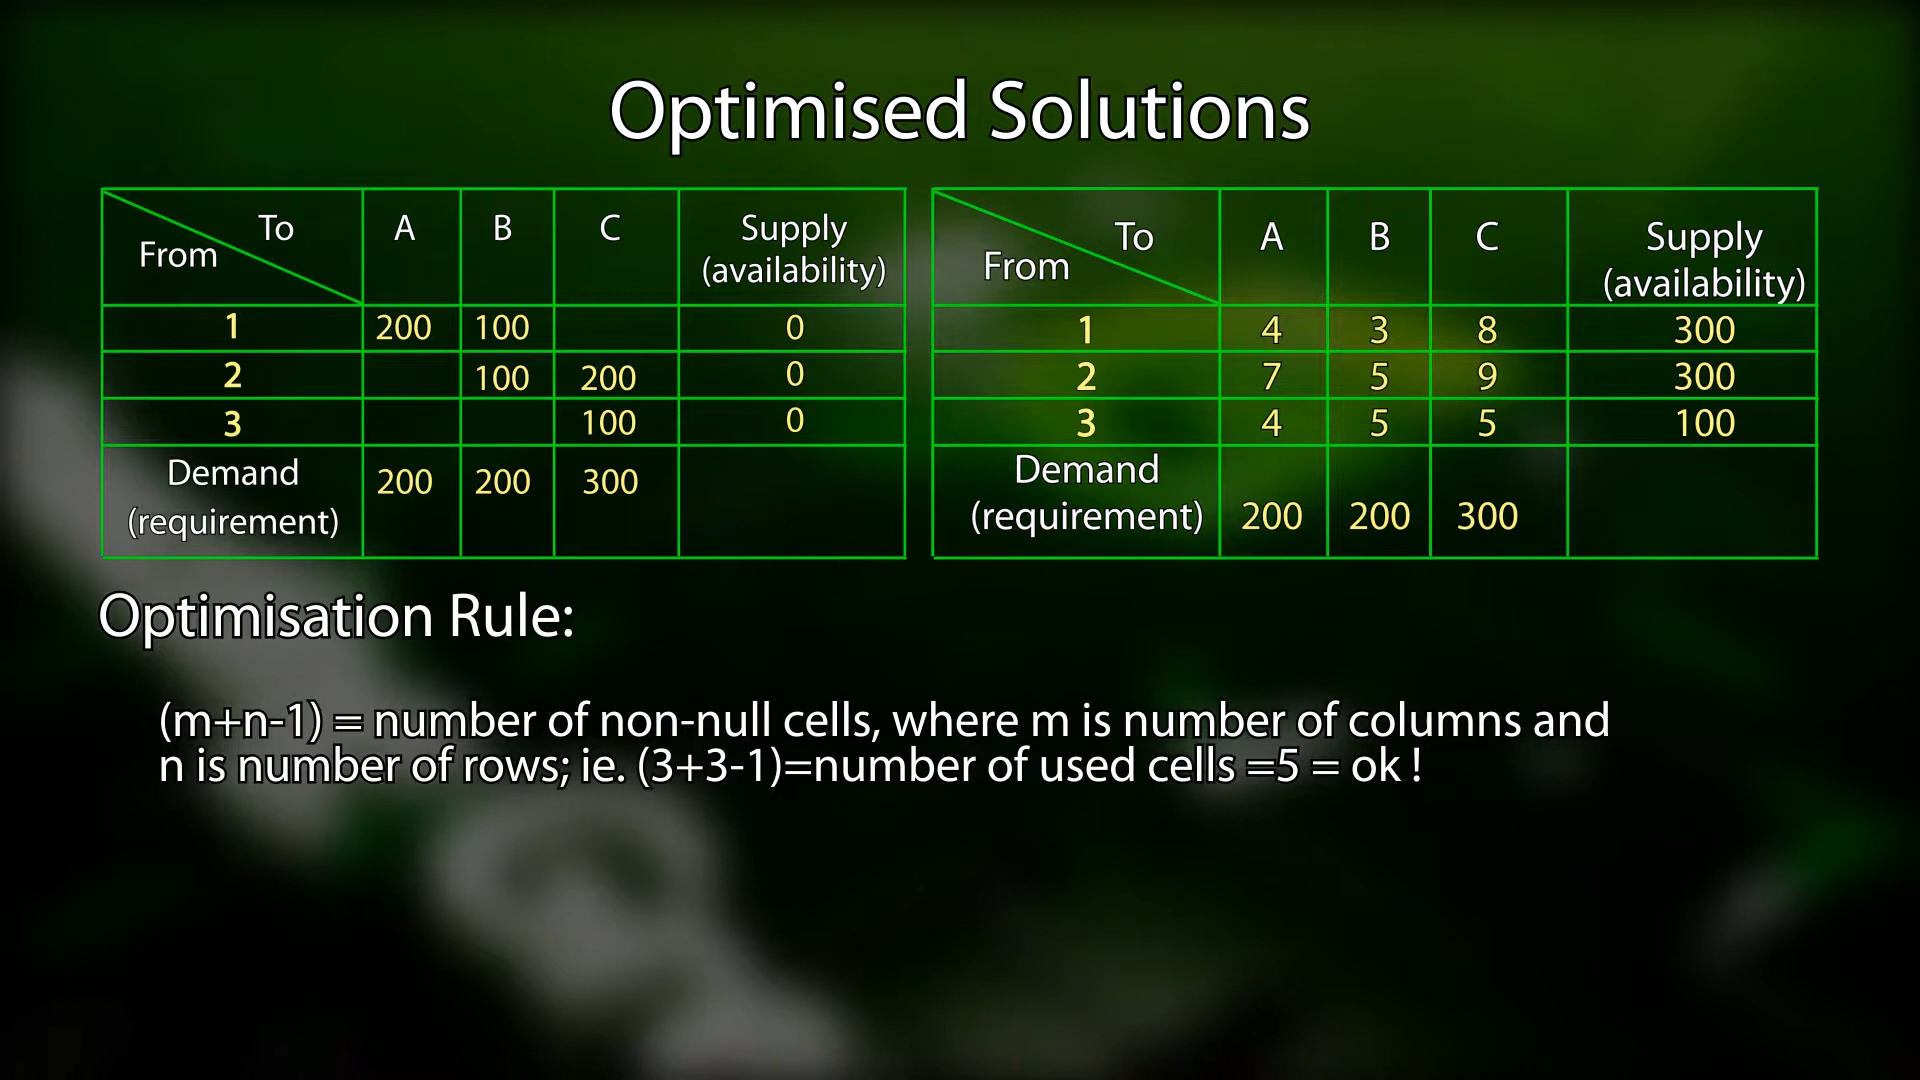 Optimised Solutions
To A B C Supply
From (availability)
1 200 100 0
2 100 200 0
3 100 0
Demand 200 200 300
(requirement)
To A B C Supply
From (availability)
1 4 3 8 300
2 7 5 9 300
3 4 5 5 100
Demand
(requirement) 200 200 300
Optimisation Rule:
(m+n-1) = number of non-null cells, where m is number of columns and
n is number of rows; ie. (3+3-1)=number of used cells =5 = ok !